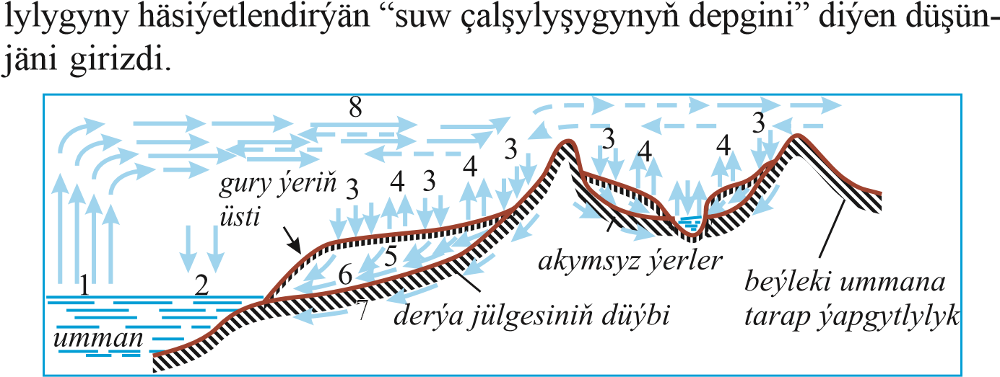 lylygyny häsiýetlendirýän “suw çalşylyşygynyň depgini” diýen düşün-
jäni girizdi.
8
3
3
4
3
4
3
4
4
3
gury ýeriň
üsti
5
6
7
1
2
umman
derýa jülgesiniň düýbi
akymsyz ýerler
beýleki ummana
tarap ýapgytlylyk